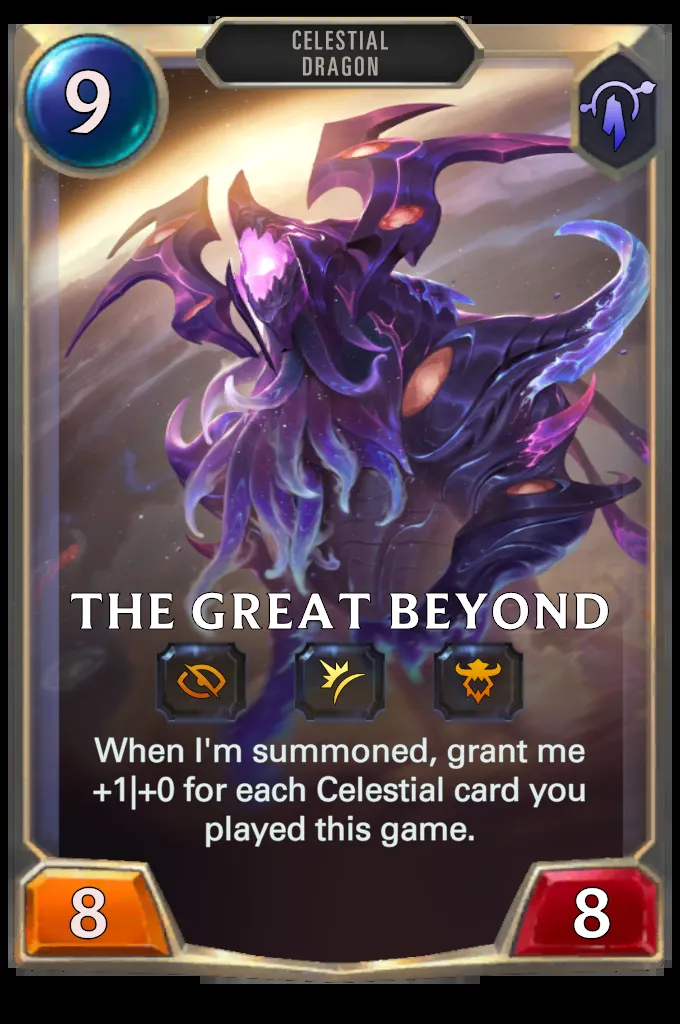 CELESTIAL
DRAGON
9
THE GREAT BEYOND
When I'm summoned, grant me
+1|+0 for each Celestial card you
played this game.
8
8